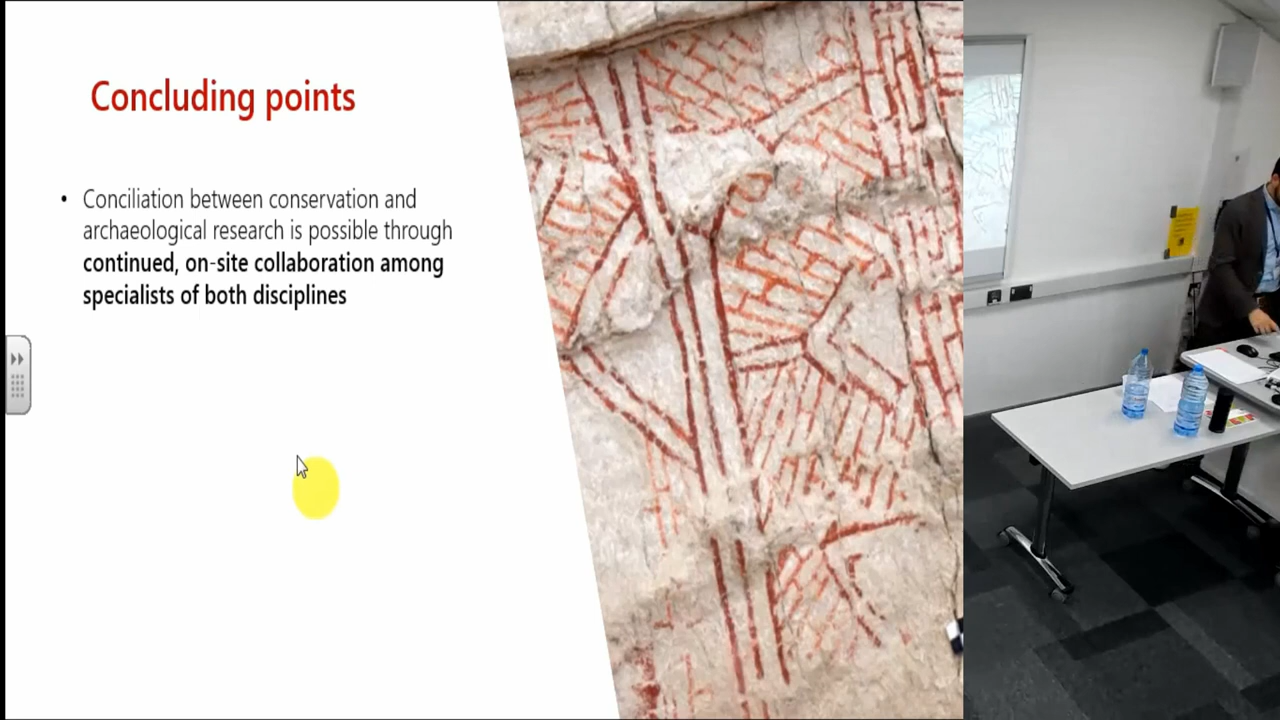 Concluding points
• Conciliation between conservation and
archaeological research is possible through
continued, on-site collaboration among
specialists of both disciplines